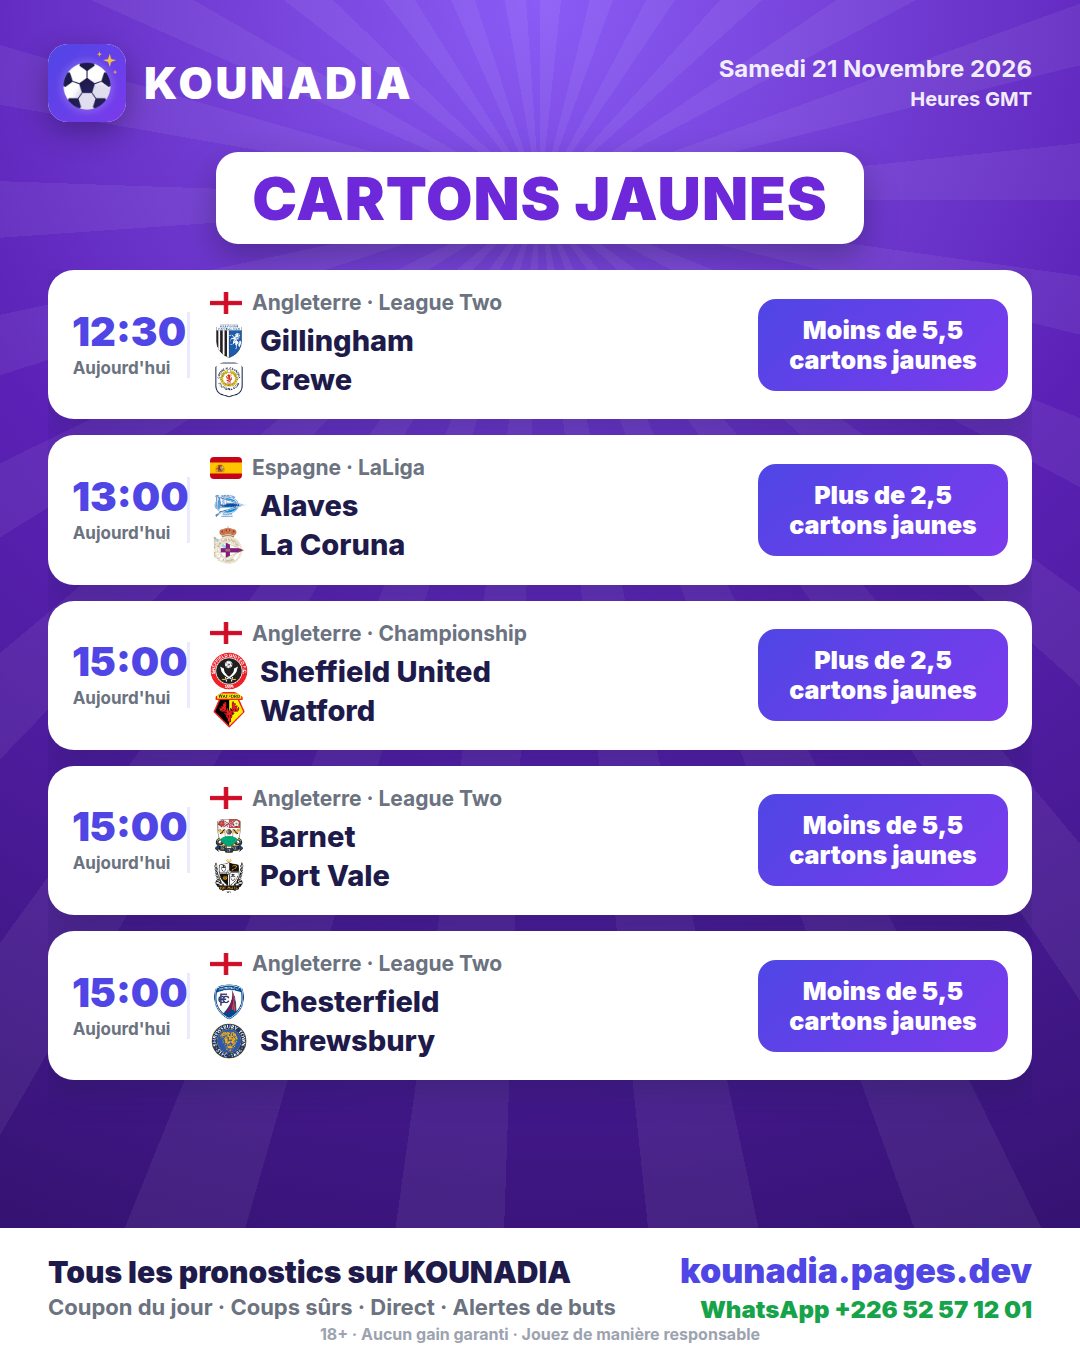 KOUNADIA
Samedi 21 Novembre 2026
Heures GMT
CARTONS JAUNES
12:30
Aujourd'hui
Angleterre · League Two
Gillingham
Crewe
Moins de 5,5
cartons jaunes
13:00
Aujourd'hui
Espagne · LaLiga
Alaves
La Coruna
Plus de 2,5
cartons jaunes
15:00
Aujourd'hui
Angleterre · Championship
Sheffield United
Watford
Plus de 2,5
cartons jaunes
15:00
Aujourd'hui
Angleterre · League Two
Barnet
Port Vale
Moins de 5,5
cartons jaunes
15:00
Aujourd'hui
Angleterre · League Two
Chesterfield
Shrewsbury
Moins de 5,5
cartons jaunes
Tous les pronostics sur KOUNADIA
kounadia.pages.dev
Coupon du jour · Coups sûrs · Direct · Alertes de buts
WhatsApp +226 52 57 12 01
18+ · Aucun gain garanti · Jouez de manière responsable